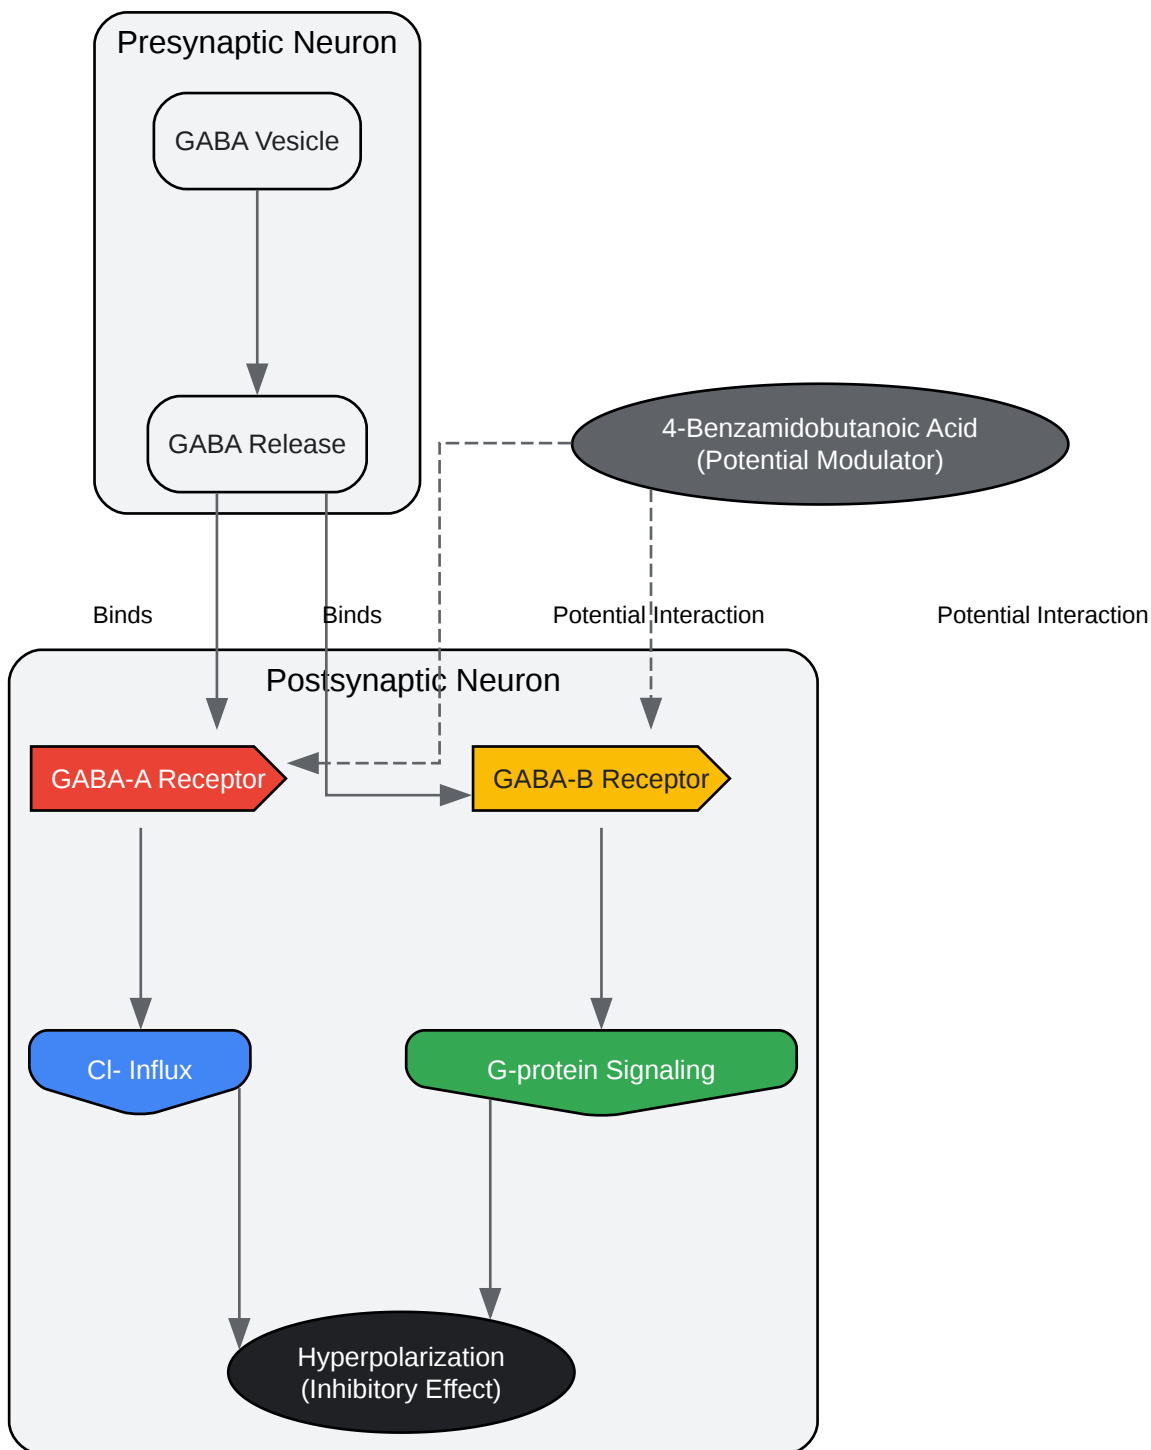 Presynaptic Neuron
GABA Vesicle
GABA Release
4-Benzamidobutanoic Acid
(Potential Modulator)
Binds
Binds
Potential Interaction
Potential Interaction
Postsynaptic Neuron
GABA-A Receptor
GABA-B Receptor
Cl- Influx
G-protein Signaling
Hyperpolarization
(Inhibitory Effect)